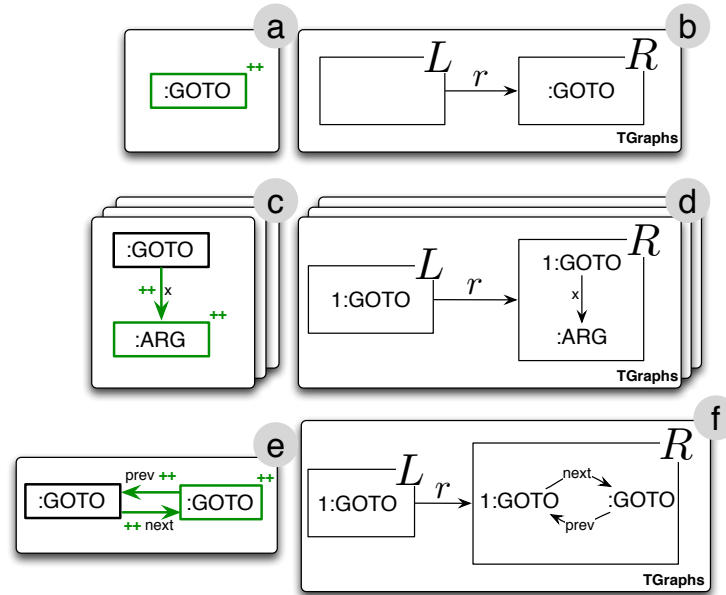 a
:GOTO ++
b
L
r
R
:GOTO
TGraphs
c
:GOTO
++ x
++
:ARG
d
L
1:GOTO
r
R
1:GOTO
x
:ARG
TGraphs
e
prev ++
++
:GOTO
:GOTO
++ next
f
L
1:GOTO
r
R
next
1:GOTO
:GOTO
prev
TGraphs